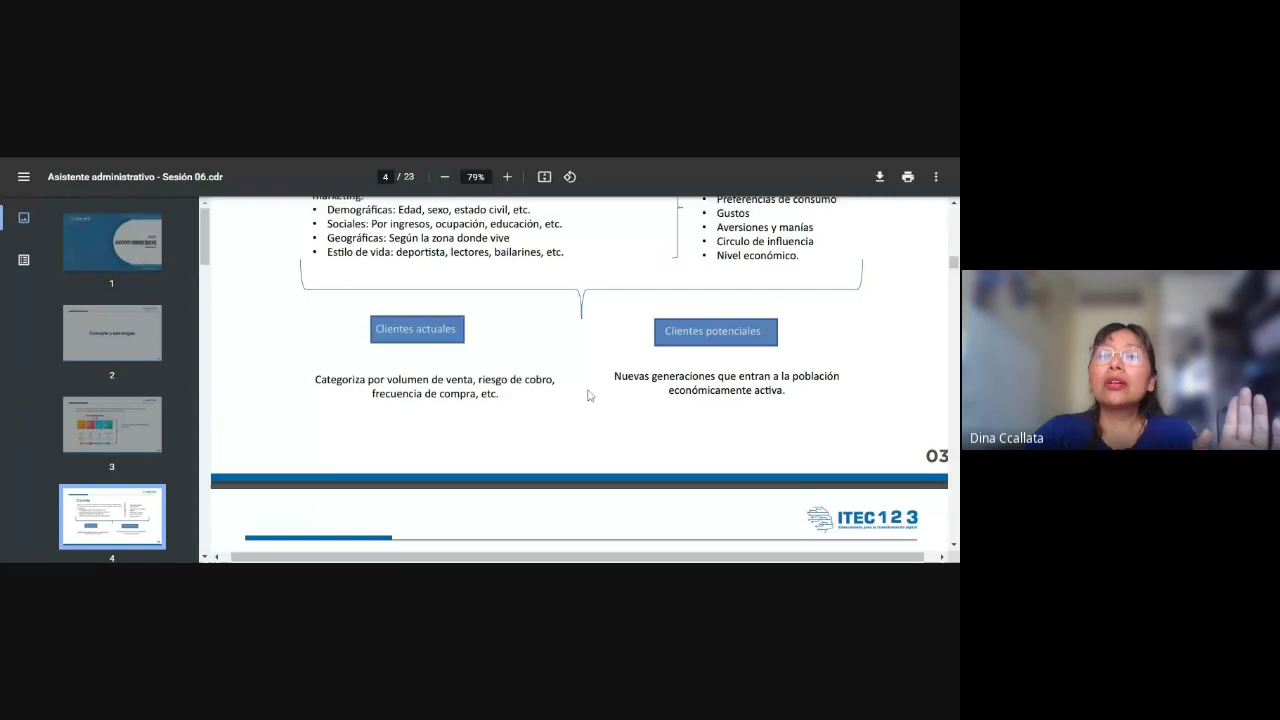 Asistente administrativo - Sesión 06.cdr
4 / 23
79%
marketing.
• Demográficas: Edad, sexo, estado civil, etc.
• Sociales: Por ingresos, ocupación, educación, etc.
• Geográficas: Según la zona donde vive
• Estilo de vida: deportista, lectores, bailarines, etc.
• Preferencias de consumo
• Gustos
• Aversiones y manías
• Circulo de influencia
• Nivel económico.
Clientes actuales
Clientes potenciales
Categoriza por volumen de venta, riesgo de cobro,
frecuencia de compra, etc.
Nuevas generaciones que entran a la población
económicamente activa.
03
ITEC 1 2 3
1
2
3
4
Dina Ccallata